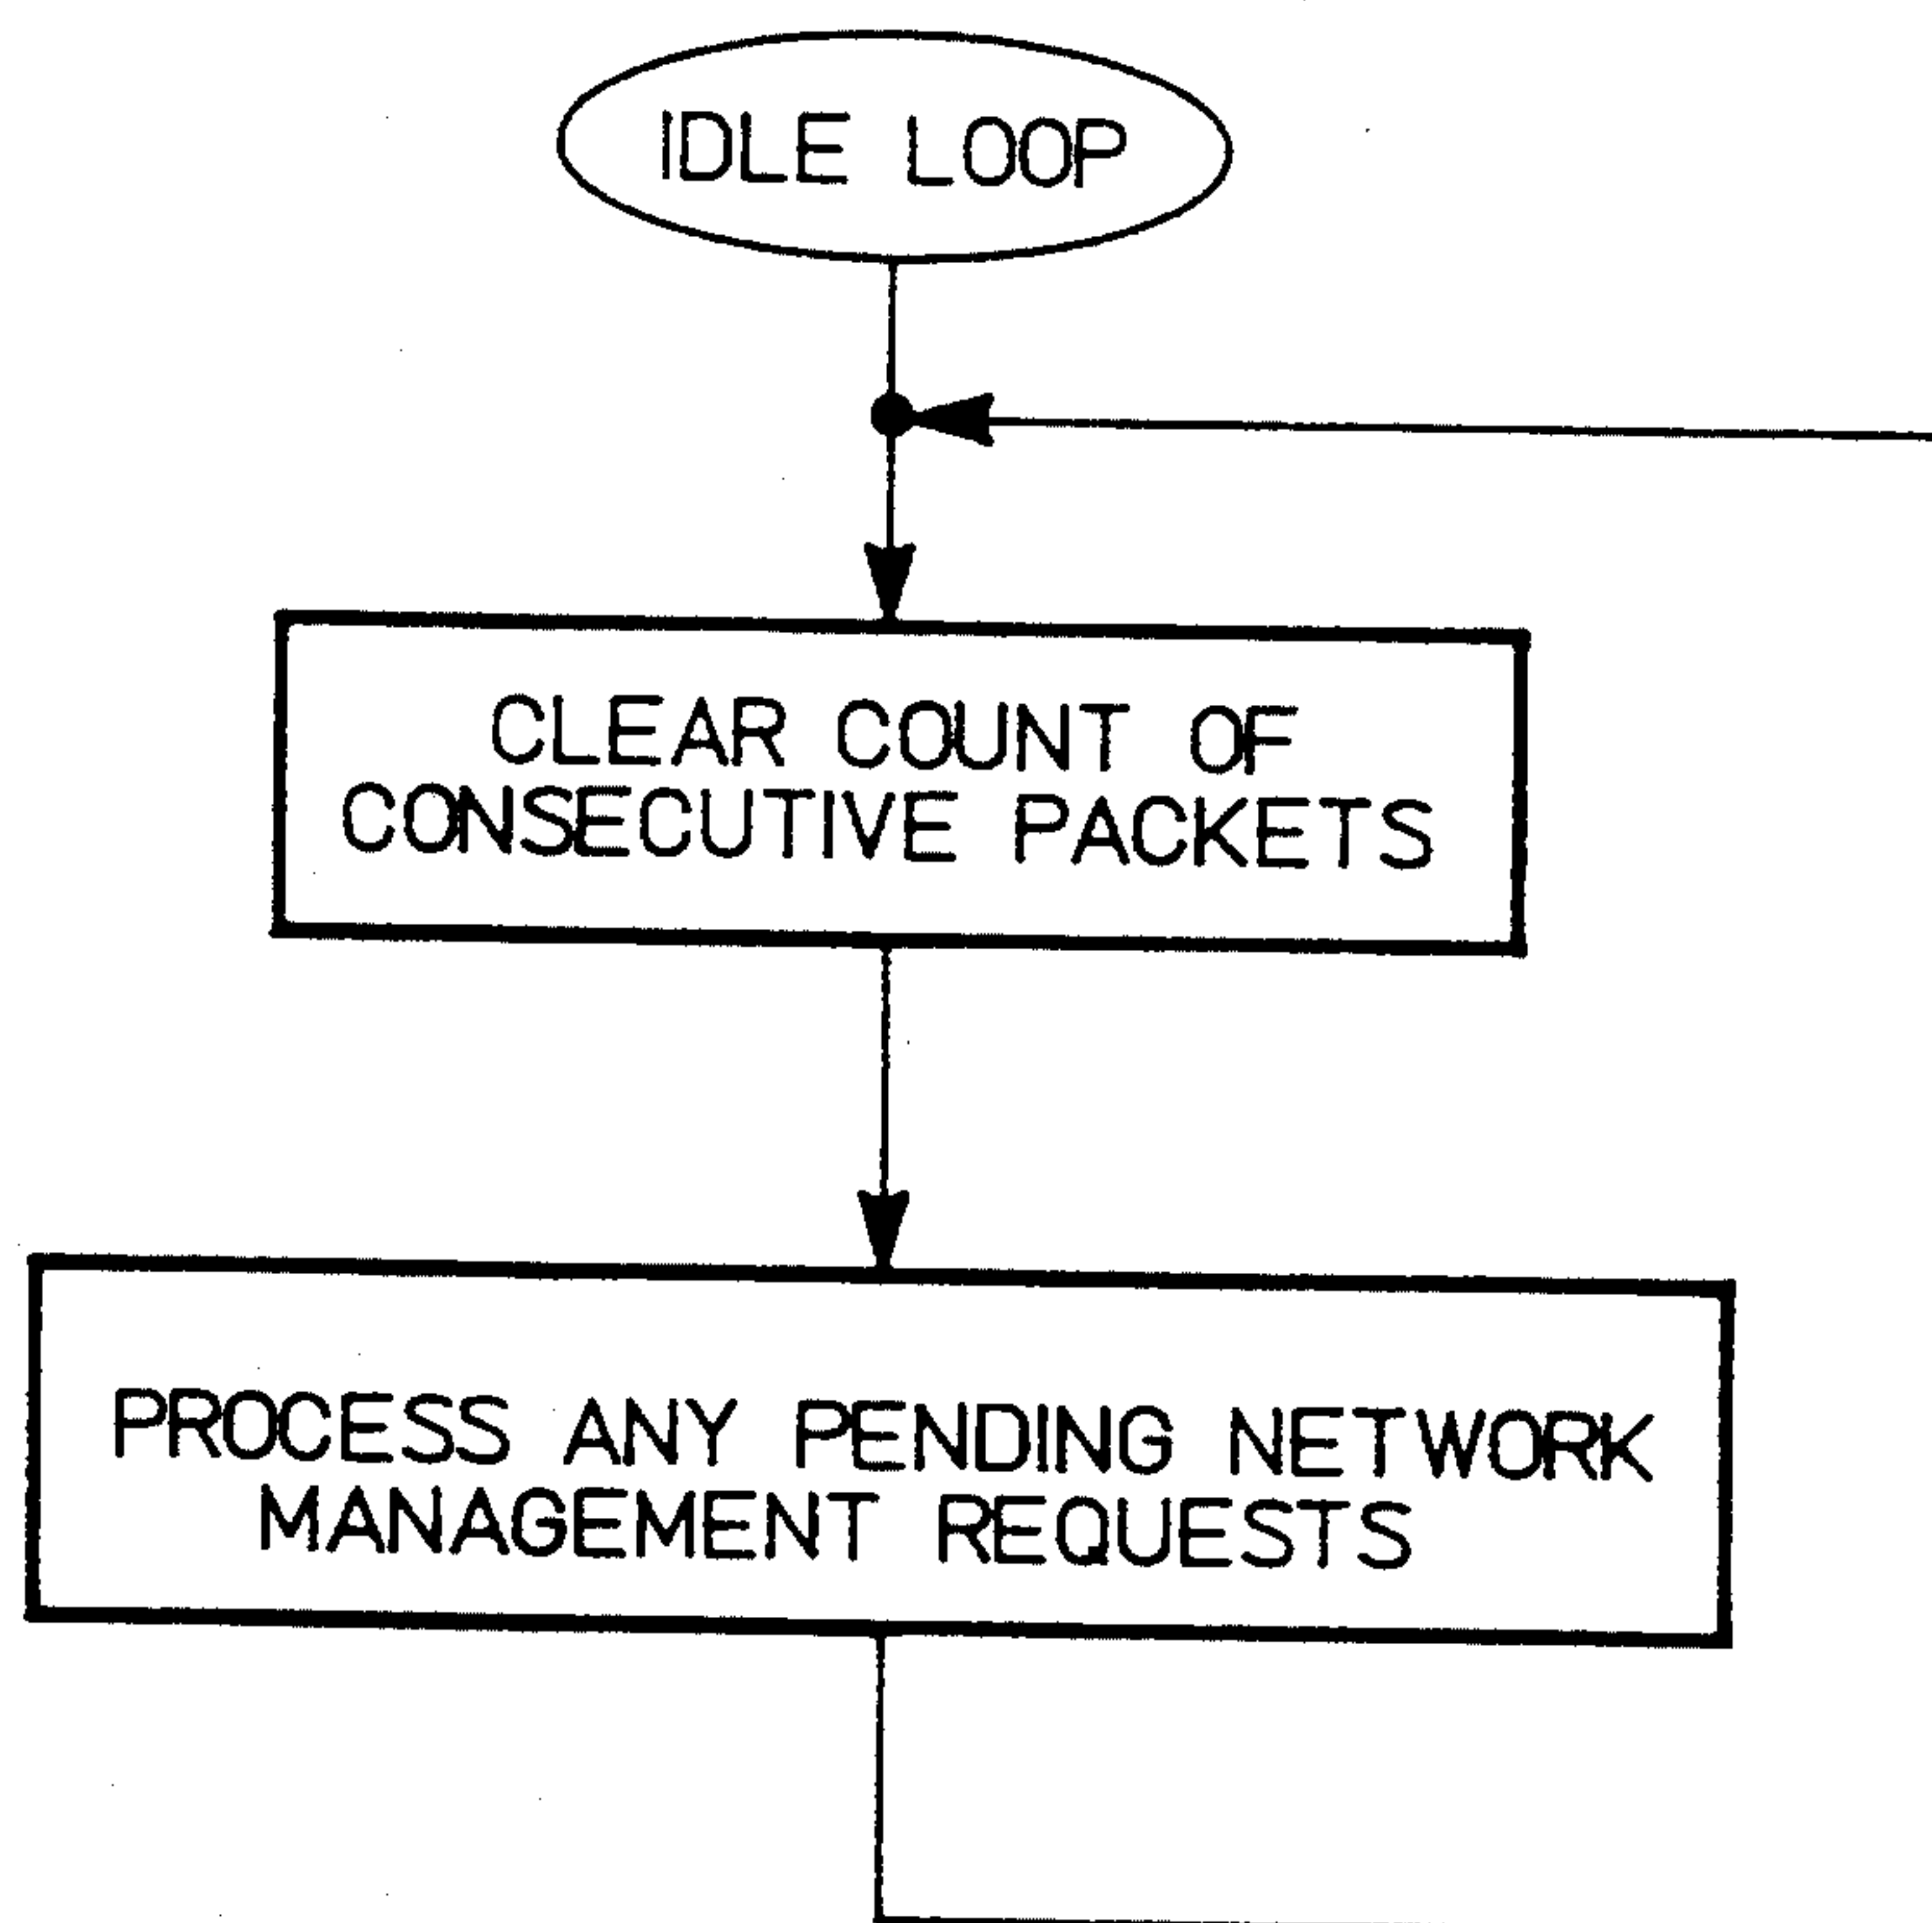 IDLE LOOP
CLEAR COUNT OF
CONSECUTIVE PACKETS
PROCESS ANY PENDING NETWORK
MANAGEMENT REQUESTS